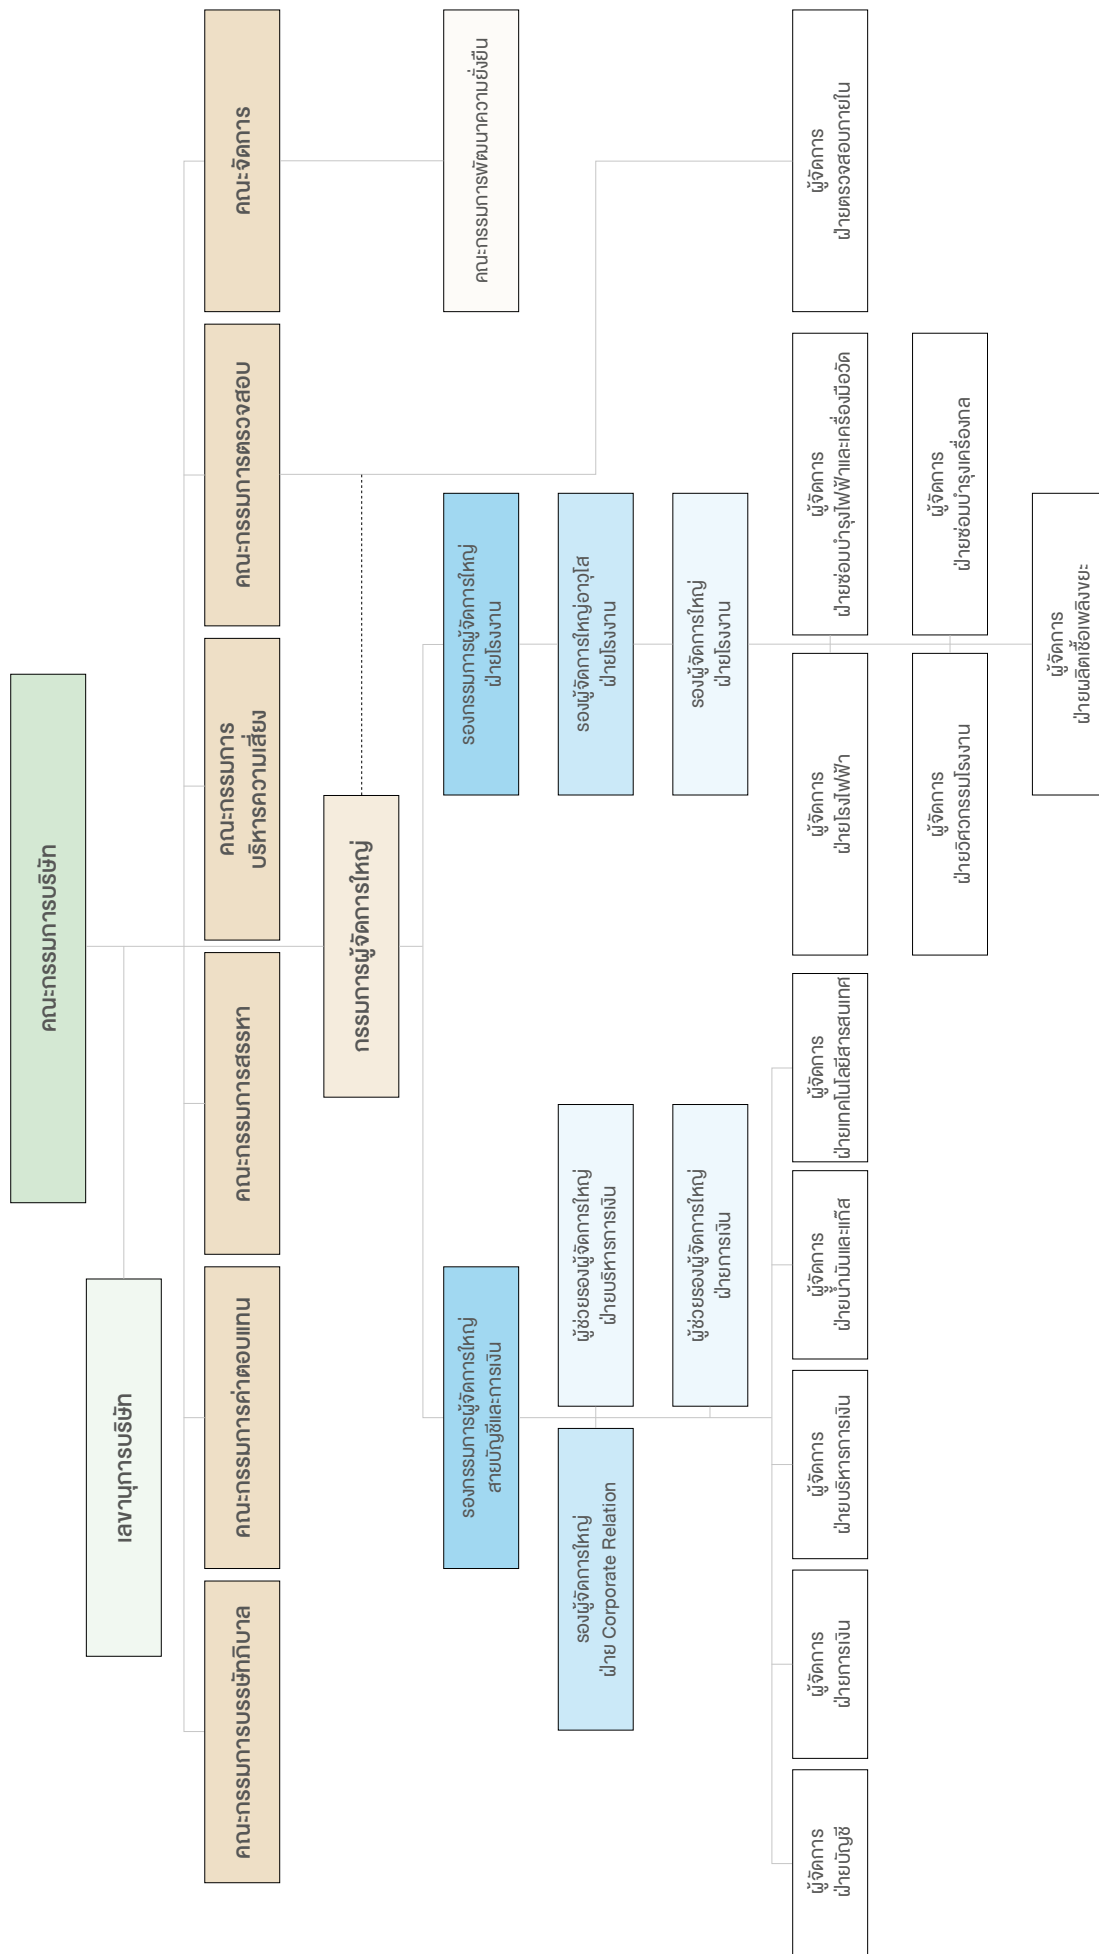 คณะกรรมการบริษัท
เลขานุการบริษัท
คณะกรรมการบรรษัทภิบาล
คณะกรรมการค่าตอบแทน
คณะกรรมการสรรหา
คณะกรรมการ
บริหารความเสี่ยง
คณะกรรมการตรวจสอบ
คณะจัดการ
กรรมการผู้จัดการใหญ่
รองกรรมการผู้จัดการใหญ่
สายบัญชีและการเงิน
รองกรรมการผู้จัดการใหญ่
ฝ่ายโรงงาน
คณะกรรมการพัฒนาความยั่งยืน
รองผู้จัดการใหญ่
ฝ่าย Corporate Relation
ผู้ช่วยรองผู้จัดการใหญ่
ฝ่ายบริหารการเงิน
รองผู้จัดการใหญ่อาวุโส
ฝ่ายโรงงาน
ผู้ช่วยรองผู้จัดการใหญ่
ฝ่ายการเงิน
รองผู้จัดการใหญ่
ฝ่ายโรงงาน
ผู้จัดการ
ฝ่ายบัญชี
ผู้จัดการ
ฝ่ายการเงิน
ผู้จัดการ
ฝ่ายบริหารการเงิน
ผู้จัดการ
ฝ่ายน้ำมันและแก๊ส
ผู้จัดการ
ฝ่ายเทคโนโลยีสารสนเทศ
ผู้จัดการ
ฝ่ายโรงไฟฟ้า
ผู้จัดการ
ฝ่ายซ่อมบำรุงไฟฟ้าและเครื่องมือวัด
ผู้จัดการ
ฝ่ายตรวจสอบภายใน
ผู้จัดการ
ฝ่ายวิศวกรรมโรงงาน
ผู้จัดการ
ฝ่ายซ่อมบำรุงเครื่องกล
ผู้จัดการ
ฝ่ายผลิตเชื้อเพลิงขยะ